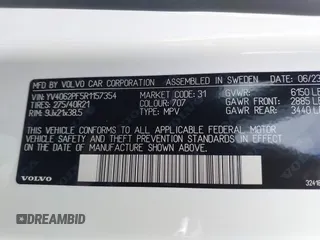 BY VOLVO CAR CORPORATION ASSEMBLED IN SWEDEN DATE: 06/23
VIN: YV4062PF5R1157354 MARKET: 31 GVWR: 6150 LB
TIRES: 275/40R21 COLOUR: 707 FRONT GAWR: 2885 LB
RIM: 9Jx21x38.5 TYPE: MPV REAR GAWR: 3440 LB
THIS VEHICLE CONFORMS TO ALL APPLICABLE FEDERAL MOTOR
VEHICLE SAFETY AND THEFT PREVENTION STANDARDS IN EFFECT
ON THE DATE OF MANUFACTURE SHOWN ABOVE.
VOLVO
DREAMBID